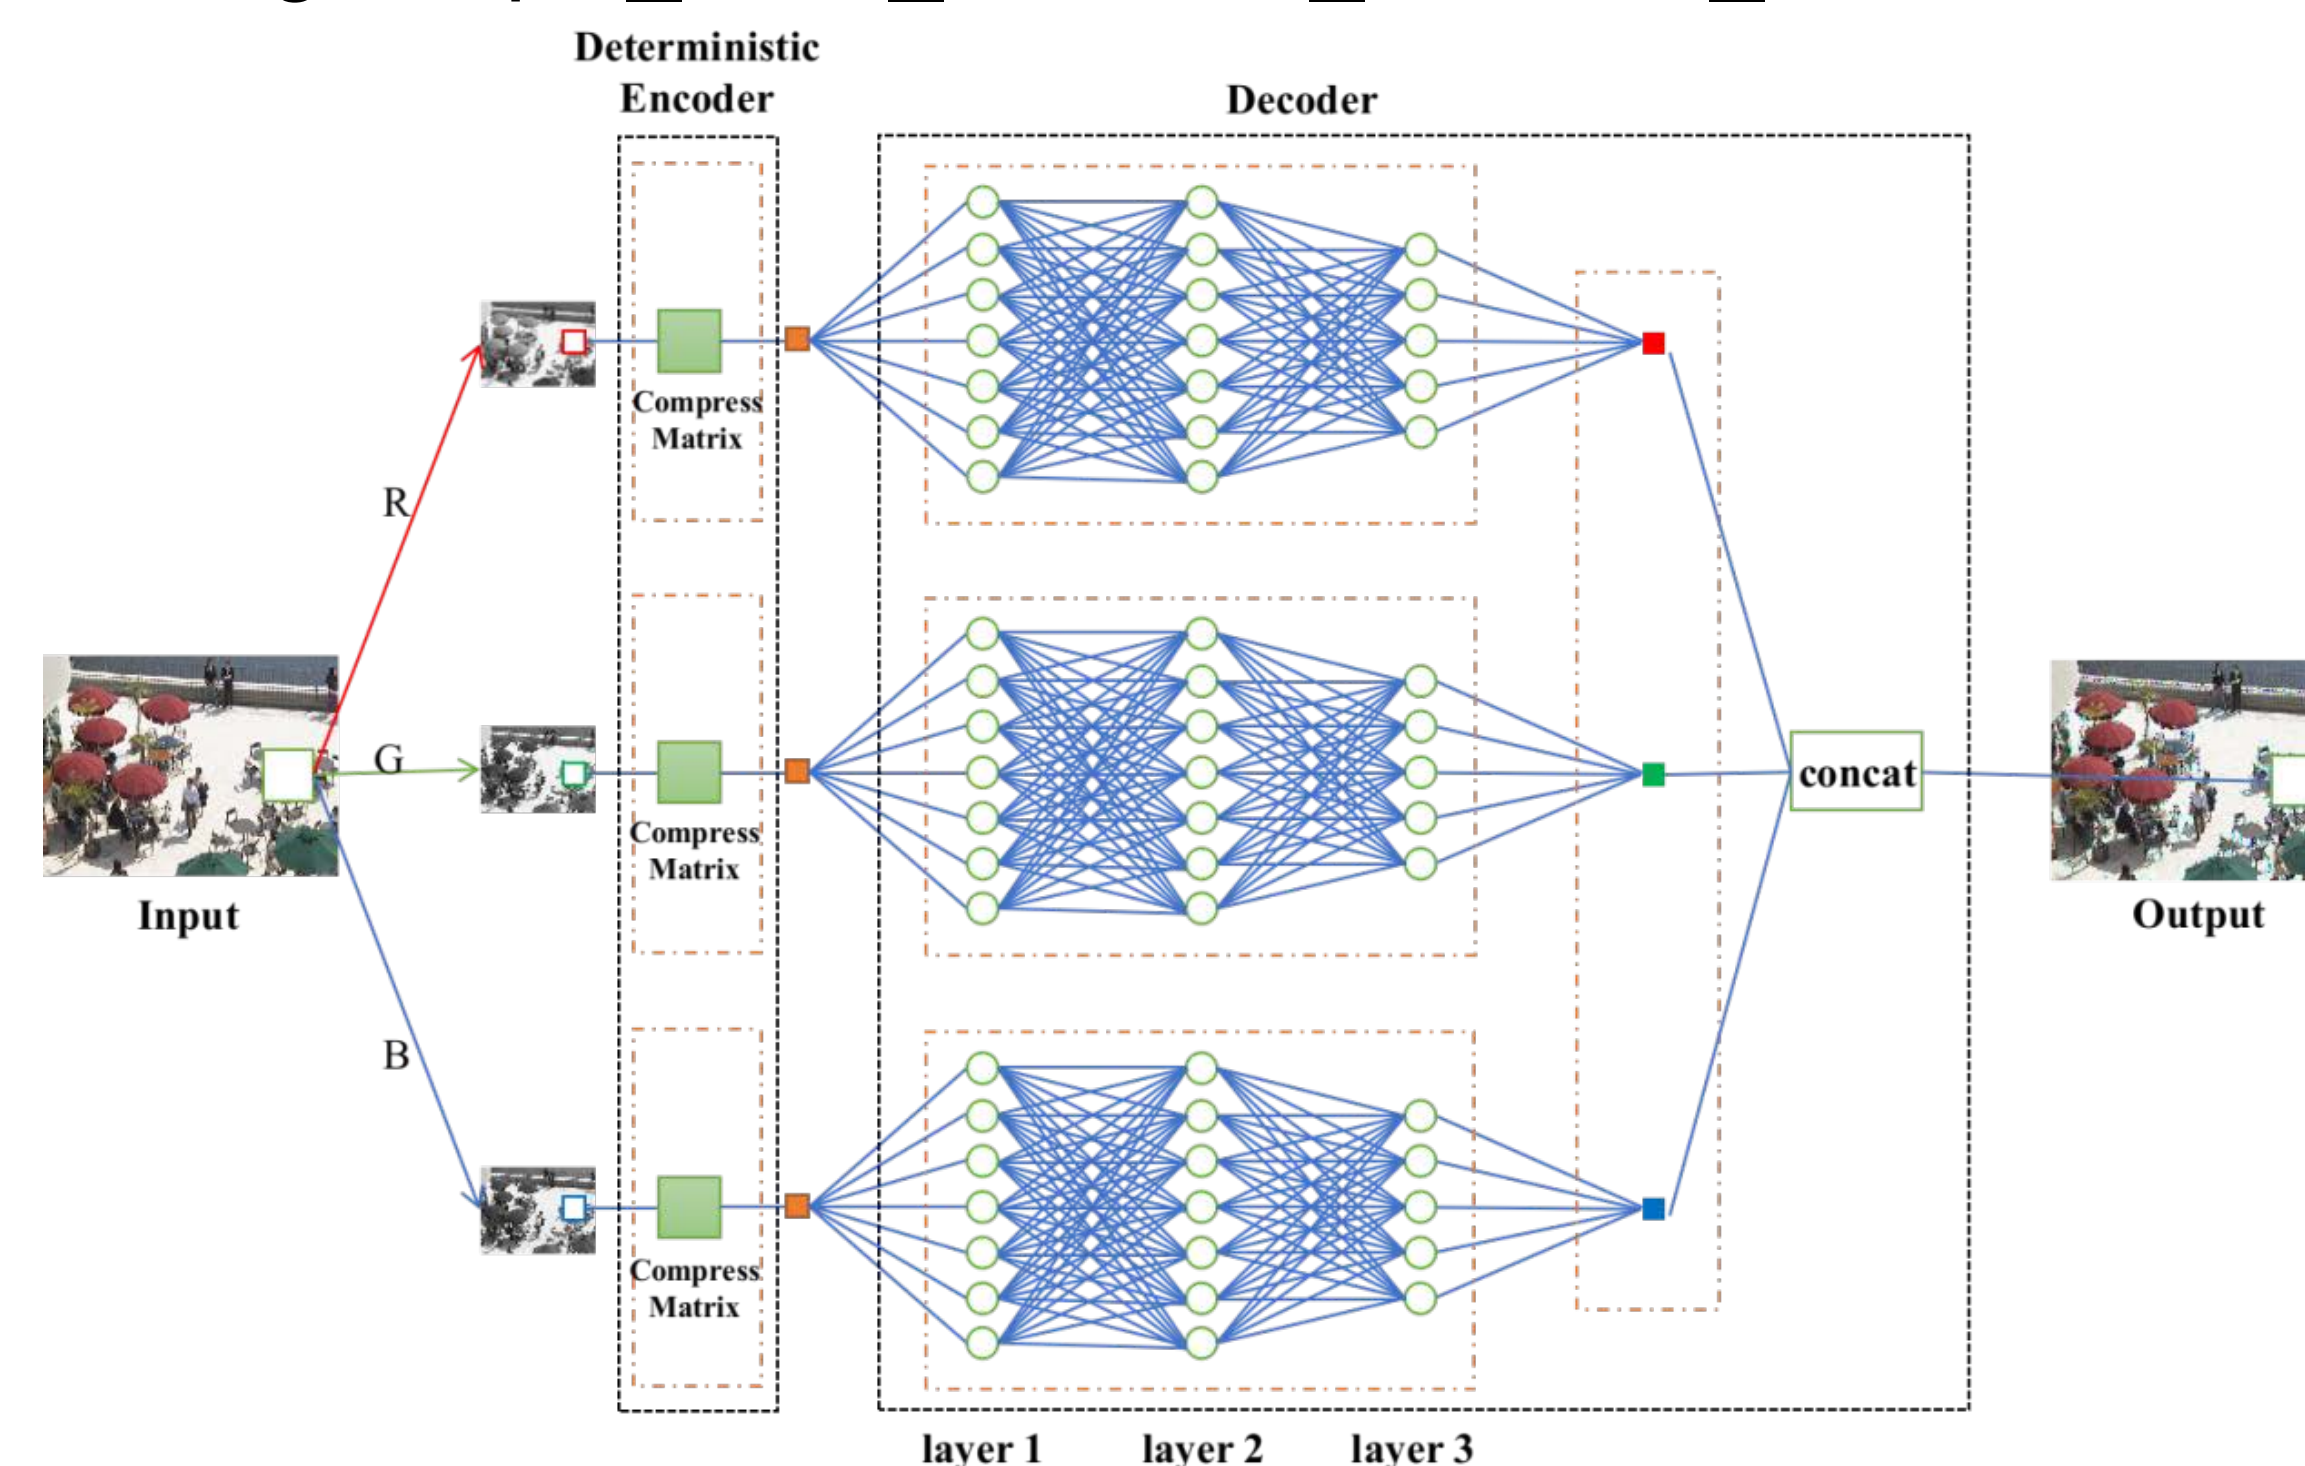 Deterministic
Encoder
Decoder
Compress
Matrix
R
G
concat
Compress
Matrix
Input
Output
B
Compress
Matrix
layer 1
layer 2
layer 3